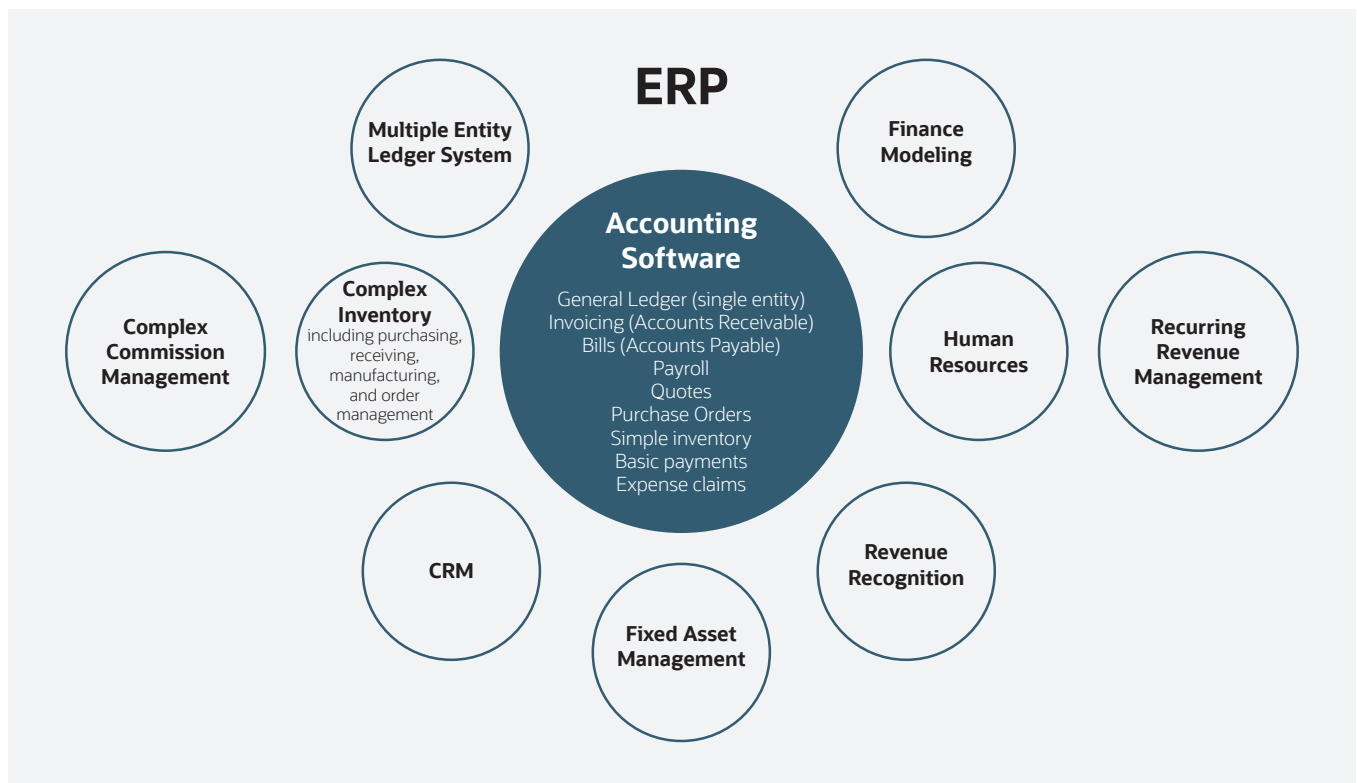 ERP
Multiple Entity
Ledger System
Finance
Modeling
Accounting
Software
General Ledger (single entity)
Invoicing (Accounts Receivable)
Bills (Accounts Payable)
Payroll
Quotes
Purchase Orders
Simple inventory
Basic payments
Expense claims
Complex
Commission
Management
Complex
Inventory
including purchasing,
receiving,
manufacturing,
and order
management
Human
Resources
Recurring
Revenue
Management
CRM
Revenue
Recognition
Fixed Asset
Management